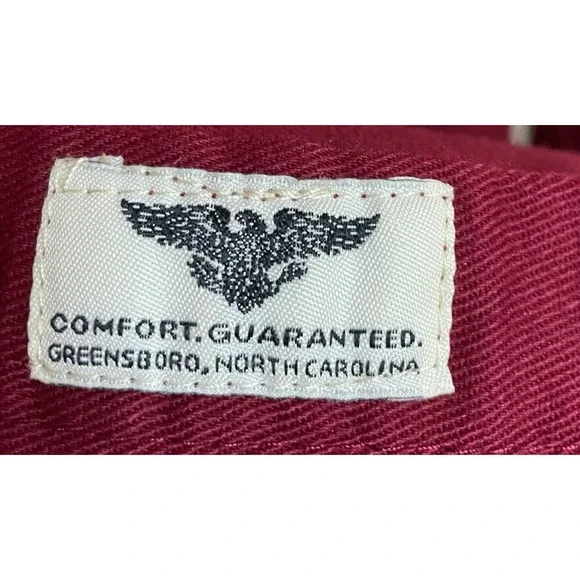 COMFORT. GUARANTEED.
GREENSBORO, NORTH CAROLINA